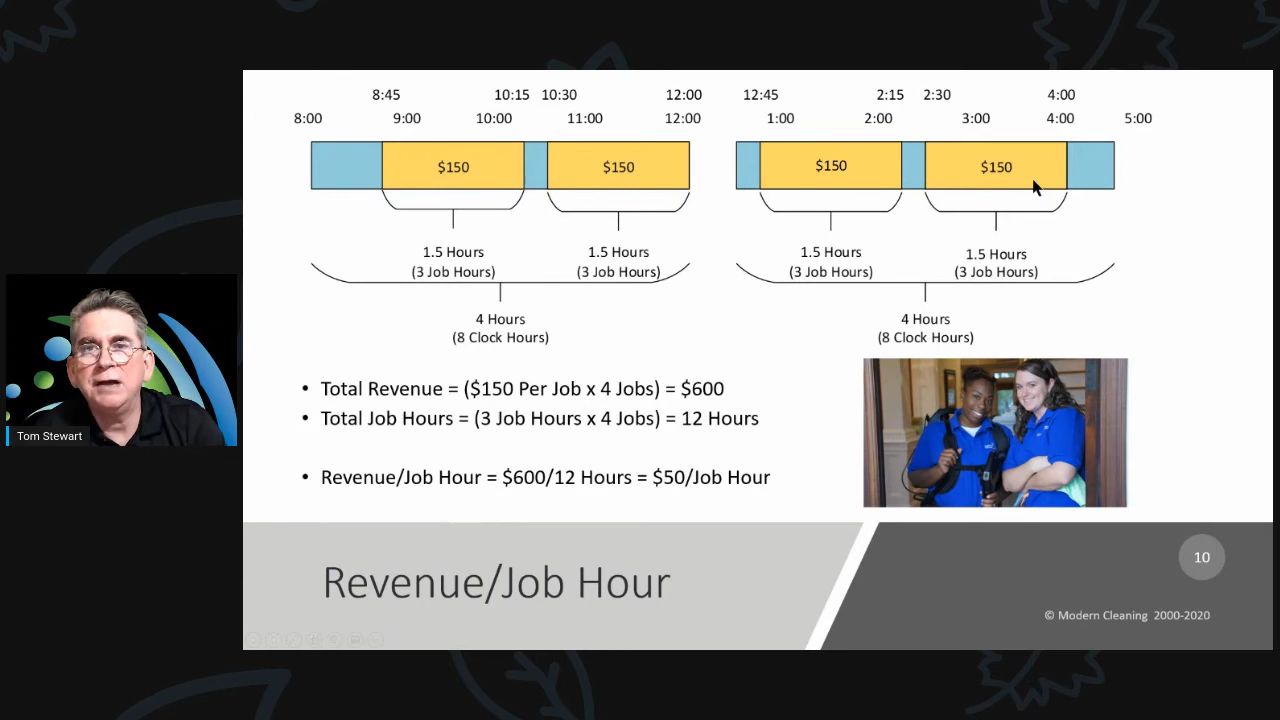 8:45 10:15 10:30 12:00 12:45 2:15 2:30 4:00
8:00 9:00 10:00 11:00 12:00 1:00 2:00 3:00 4:00 5:00
$150 $150 $150 $150
1.5 Hours 1.5 Hours 1.5 Hours 1.5 Hours
(3 Job Hours) (3 Job Hours) (3 Job Hours) (3 Job Hours)
4 Hours 4 Hours
(8 Clock Hours) (8 Clock Hours)
• Total Revenue = ($150 Per Job x 4 Jobs) = $600
• Total Job Hours = (3 Job Hours x 4 Jobs) = 12 Hours
• Revenue/Job Hour = $600/12 Hours = $50/Job Hour
Tom Stewart
Revenue/Job Hour
10
© Modern Cleaning 2000-2020